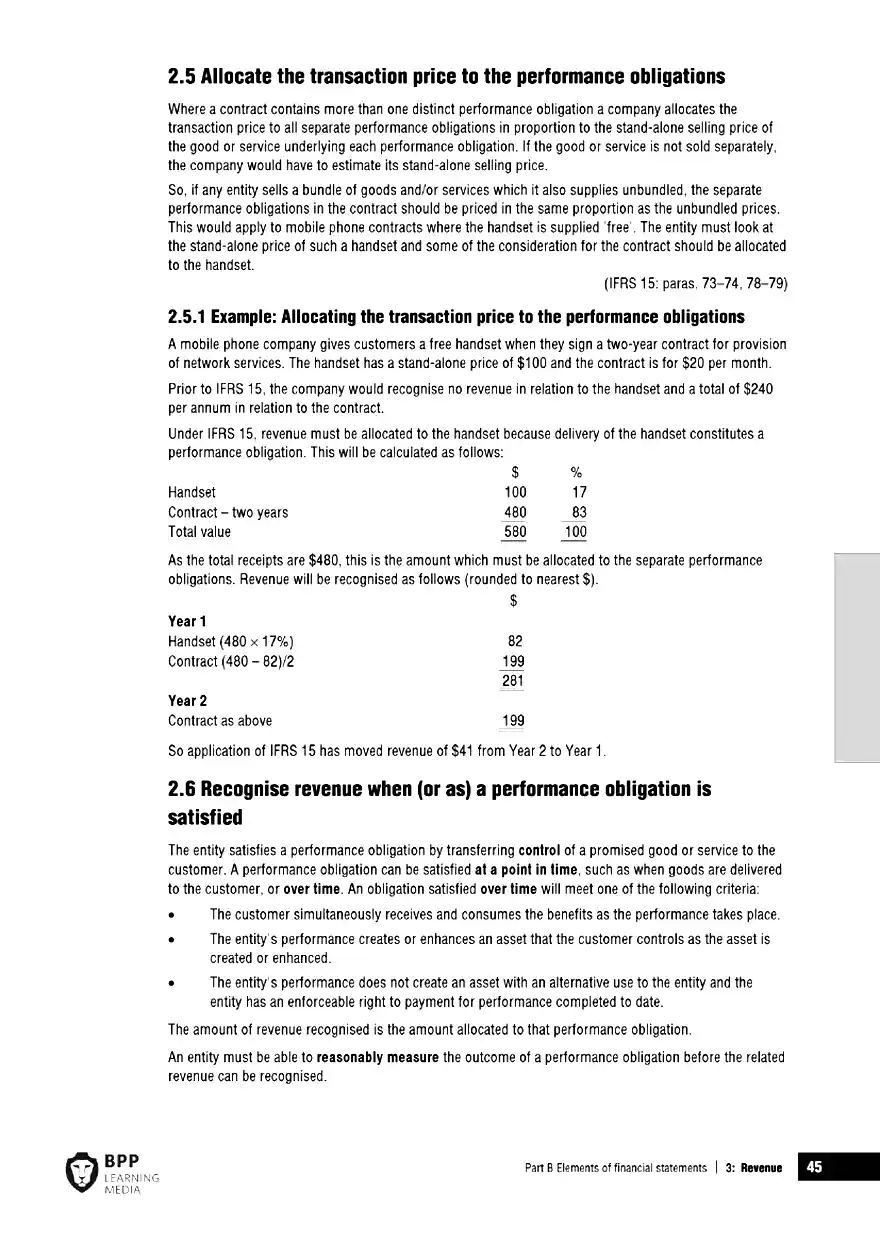 2.5 Allocate the transaction price to the performance obligations
Where a contract contains more than one distinct performance obligation a company allocates the
transaction price to all separate performance obligations in proportion to the stand-alone selling price of
the good or service underlying each performance obligation. If the good or service is not sold separately,
the company would have to estimate its stand-alone selling price.
So, if any entity sells a bundle of goods and/or services which it also supplies unbundled, the separate
performance obligations in the contract should be priced in the same proportion as the unbundled prices.
This would apply to mobile phone contracts where the handset is supplied 'free'. The entity must look at
the stand-alone price of such a handset and some of the consideration for the contract should be allocated
to the handset.
(IFRS 15: paras. 73–74, 78–79)
2.5.1 Example: Allocating the transaction price to the performance obligations
A mobile phone company gives customers a free handset when they sign a two-year contract for provision
of network services. The handset has a stand-alone price of $100 and the contract is for $20 per month.
Prior to IFRS 15, the company would recognise no revenue in relation to the handset and a total of $240
per annum in relation to the contract.
Under IFRS 15, revenue must be allocated to the handset because delivery of the handset constitutes a
performance obligation. This will be calculated as follows:
$ %
Handset 100 17
Contract – two years 480 83
Total value 580 100
As the total receipts are $480, this is the amount which must be allocated to the separate performance
obligations. Revenue will be recognised as follows (rounded to nearest $).
$
Year 1
Handset (480 × 17%) 82
Contract (480 – 82)/2 199
281
Year 2
Contract as above 199
So application of IFRS 15 has moved revenue of $41 from Year 2 to Year 1.
2.6 Recognise revenue when (or as) a performance obligation is
satisfied
The entity satisfies a performance obligation by transferring control of a promised good or service to the
customer. A performance obligation can be satisfied at a point in time, such as when goods are delivered
to the customer, or over time. An obligation satisfied over time will meet one of the following criteria:
• The customer simultaneously receives and consumes the benefits as the performance takes place.
• The entity's performance creates or enhances an asset that the customer controls as the asset is
created or enhanced.
• The entity's performance does not create an asset with an alternative use to the entity and the
entity has an enforceable right to payment for performance completed to date.
The amount of revenue recognised is the amount allocated to that performance obligation.
An entity must be able to reasonably measure the outcome of a performance obligation before the related
revenue can be recognised.
BPP
LEARNING
MEDIA
Part B Elements of financial statements | 3: Revenue 45